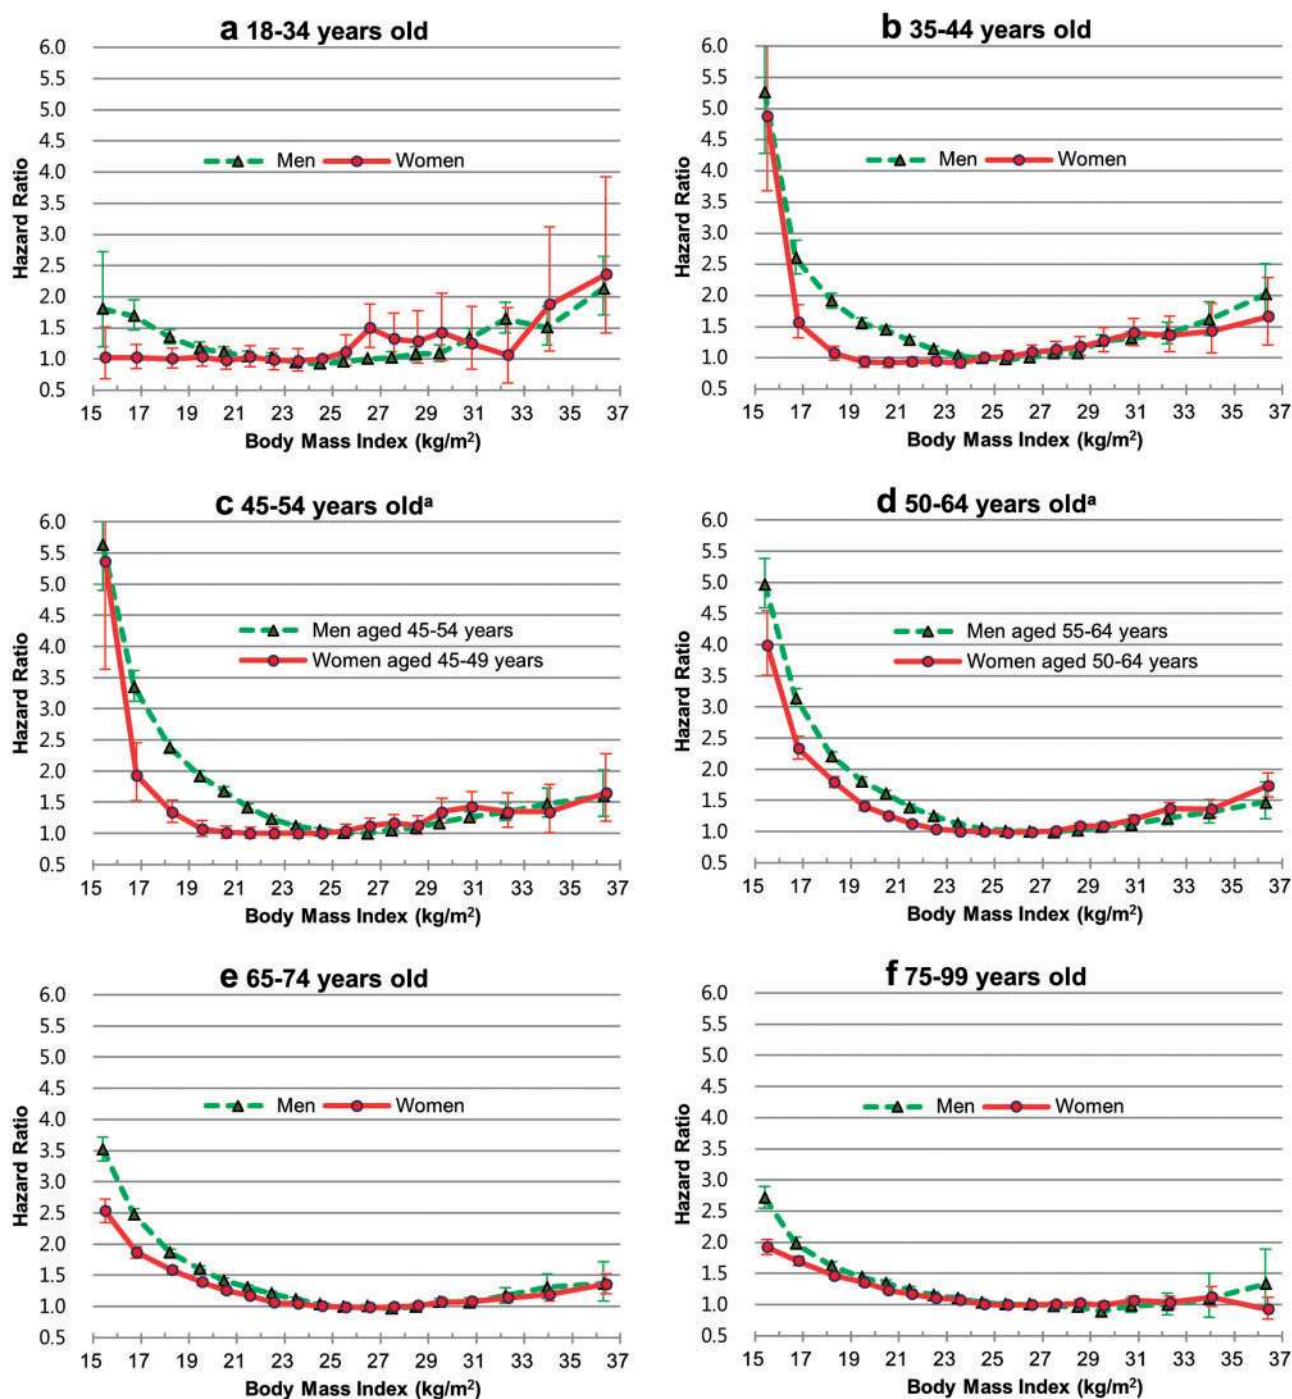 a 18-34 years old
6.0
5.5
5.0
4.5
4.0
3.5
3.0
2.5
2.0
1.5
1.0
0.5
Hazard Ratio
Men Women
15 17 19 21 23 25 27 29 31 33 35 37
Body Mass Index (kg/m²)
b 35-44 years old
6.0
5.5
5.0
4.5
4.0
3.5
3.0
2.5
2.0
1.5
1.0
0.5
Hazard Ratio
Men Women
15 17 19 21 23 25 27 29 31 33 35 37
Body Mass Index (kg/m²)
c 45-54 years oldᵃ
6.0
5.5
5.0
4.5
4.0
3.5
3.0
2.5
2.0
1.5
1.0
0.5
Hazard Ratio
Men aged 45-54 years
Women aged 45-49 years
15 17 19 21 23 25 27 29 31 33 35 37
Body Mass Index (kg/m²)
d 50-64 years oldᵃ
6.0
5.5
5.0
4.5
4.0
3.5
3.0
2.5
2.0
1.5
1.0
0.5
Hazard Ratio
Men aged 55-64 years
Women aged 50-64 years
15 17 19 21 23 25 27 29 31 33 35 37
Body Mass Index (kg/m²)
e 65-74 years old
6.0
5.5
5.0
4.5
4.0
3.5
3.0
2.5
2.0
1.5
1.0
0.5
Hazard Ratio
Men Women
15 17 19 21 23 25 27 29 31 33 35 37
Body Mass Index (kg/m²)
f 75-99 years old
6.0
5.5
5.0
4.5
4.0
3.5
3.0
2.5
2.0
1.5
1.0
0.5
Hazard Ratio
Men Women
15 17 19 21 23 25 27 29 31 33 35 37
Body Mass Index (kg/m²)